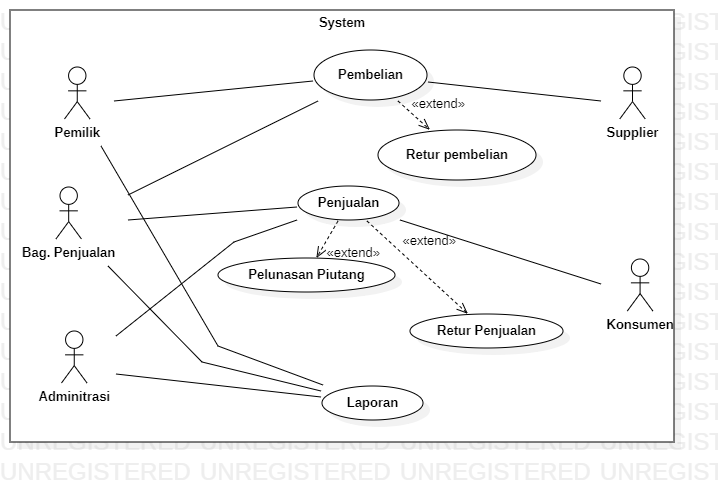 System
Pembelian
«extend»
Pemilik
Supplier
Retur pembelian
Penjualan
Bag. Penjualan
«extend»
«extend»
Pelunasan Piutang
Konsumen
Retur Penjualan
Adminitrasi
Laporan
UNREGISTERED UNREGISTERED UNREGISTERED UNREGISTERED